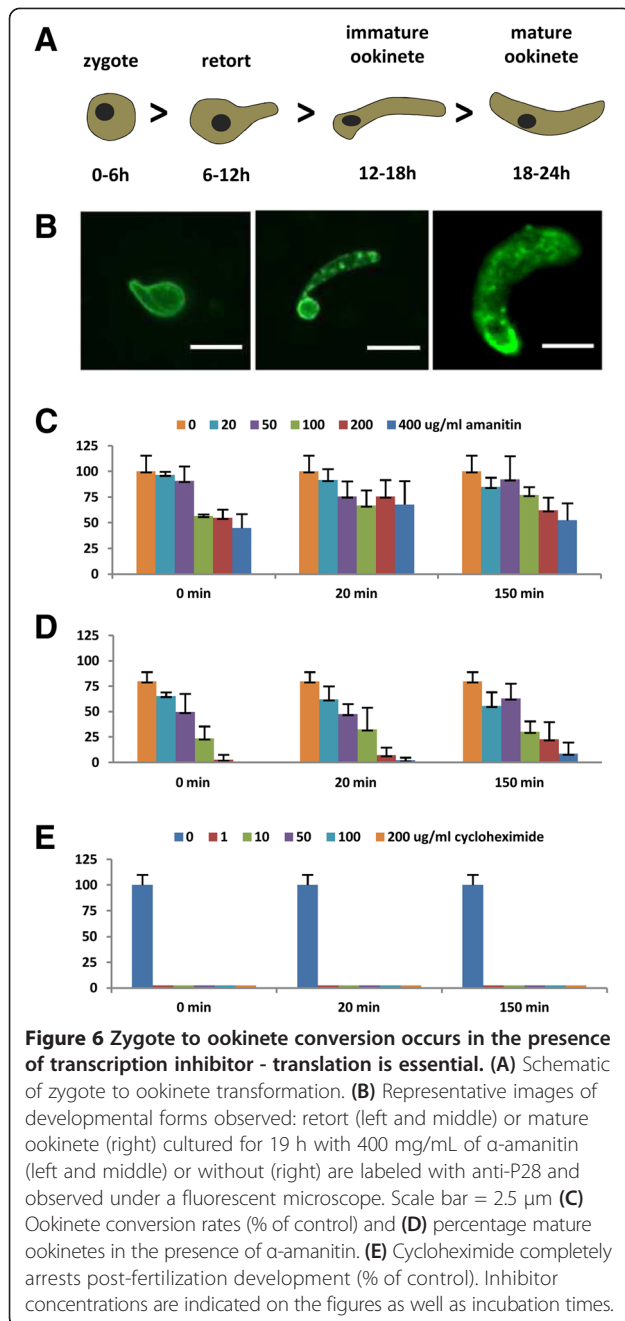 A
zygote
retort
immature
ookinete
mature
ookinete
> > >
0-6h
6-12h
12-18h
18-24h
B
C
0 20 50 100 200 400 ug/ml amanitin
125
100
75
50
25
0
0 min
20 min
150 min
D
125
100
75
50
25
0
0 min
20 min
150 min
E
0 1 10 50 100 200 ug/ml cycloheximide
125
100
75
50
25
0
0 min
20 min
150 min
Figure 6 Zygote to ookinete conversion occurs in the presence
of transcription inhibitor - translation is essential. (A) Schematic
of zygote to ookinete transformation. (B) Representative images of
developmental forms observed: retort (left and middle) or mature
ookinete (right) cultured for 19 h with 400 mg/mL of α-amanitin
(left and middle) or without (right) are labeled with anti-P28 and
observed under a fluorescent microscope. Scale bar = 2.5 μm (C)
Ookinete conversion rates (% of control) and (D) percentage mature
ookinetes in the presence of α-amanitin. (E) Cycloheximide completely
arrests post-fertilization development (% of control). Inhibitor
concentrations are indicated on the figures as well as incubation times.